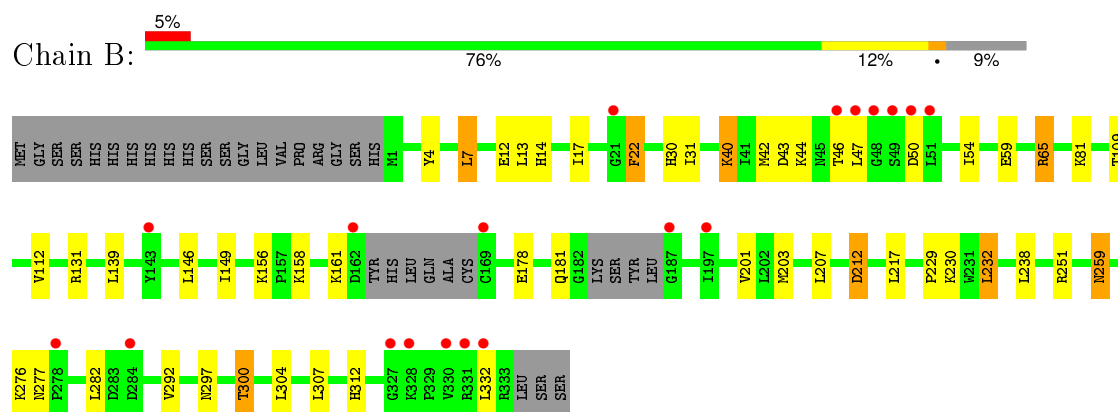 5%
Chain B:
76% 12% • 9%
MET GLY SER SER HIS HIS HIS HIS HIS HIS SER SER GLY LEU VAL PRO ARG GLY SER HIS M1 Y4 L7 E12 L13 H14 I17 G21 F22 H30 I31 K40 I41 M42 D43 K44 N45 T46 L47 G48 S49 D50 L51 I54 E59 R65 K81 T109
V112 R131 L139 Y143 L146 I149 K156 P157 K158 K161 D162 TYR HIS LEU GLN ALA CYS C169 E178 Q181 G182 LYS SER TYR LEU G187 I197 V201 L202 M203 L207 D212 L217 P229 K230 W231 L232 L238 R251 N259
K276 N277 P278 L282 D283 D284 V292 N297 T300 L304 L307 H312 G327 K328 P329 V330 R331 L332 R333 LEU SER SER